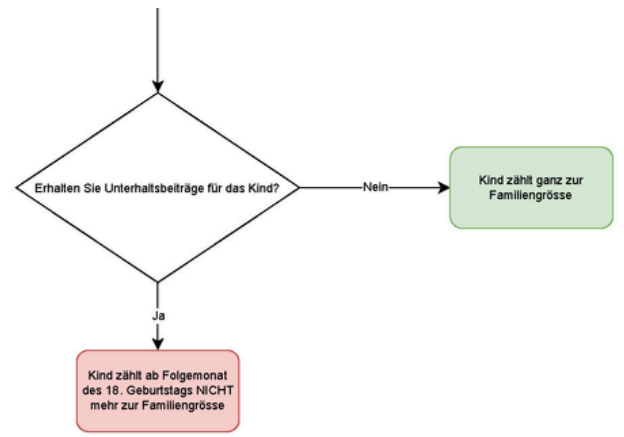 Erhalten Sie Unterhaltsbeiträge für das Kind?
Nein
Kind zählt ganz zur
Familiengrösse
Ja
Kind zählt ab Folgemonat
des 18. Geburtstags NICHT
mehr zur Familiengrösse